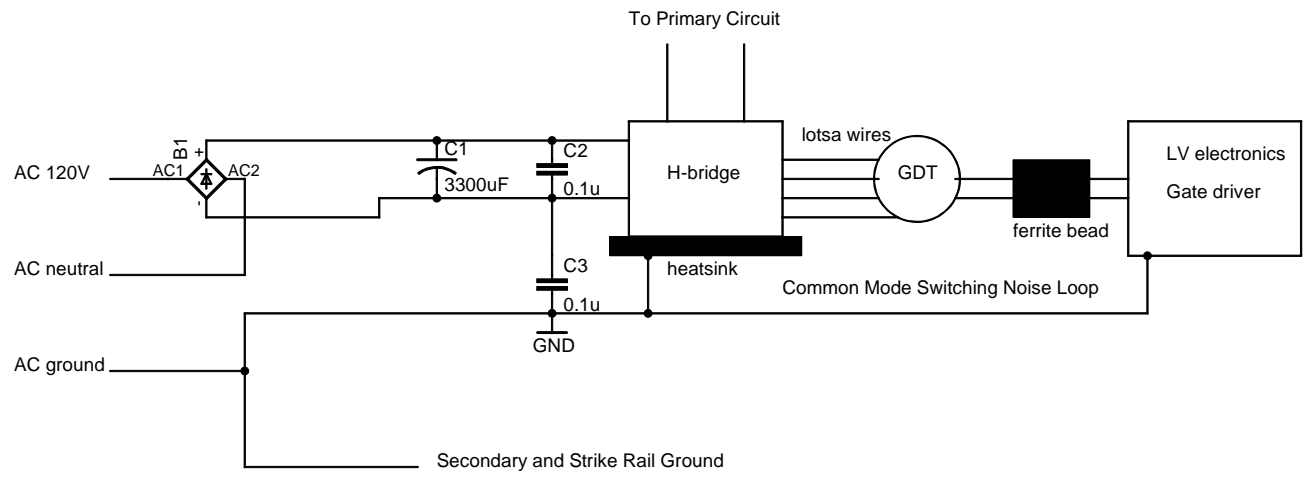 To Primary Circuit
AC 120V
B1
+
AC1
AC2
-
C1
3300uF
C2
0.1u
H-bridge
lotsa wires
GDT
ferrite bead
LV electronics
Gate driver
AC neutral
heatsink
C3
0.1u
Common Mode Switching Noise Loop
GND
AC ground
Secondary and Strike Rail Ground